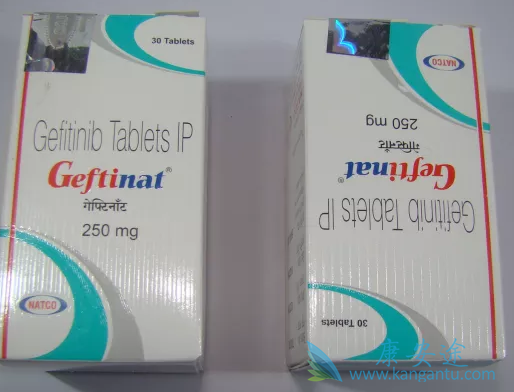 30 Tablets
Gefitinib Tablets IP
Geftinat®
गेफ्टिनाँट
250 mg
NATCO
NATCO
250 mg
गेफ्टिनाँट
Geftinat®
Gefitinib Tablets IP
30 Tablets
康安途
www.kangantu.com